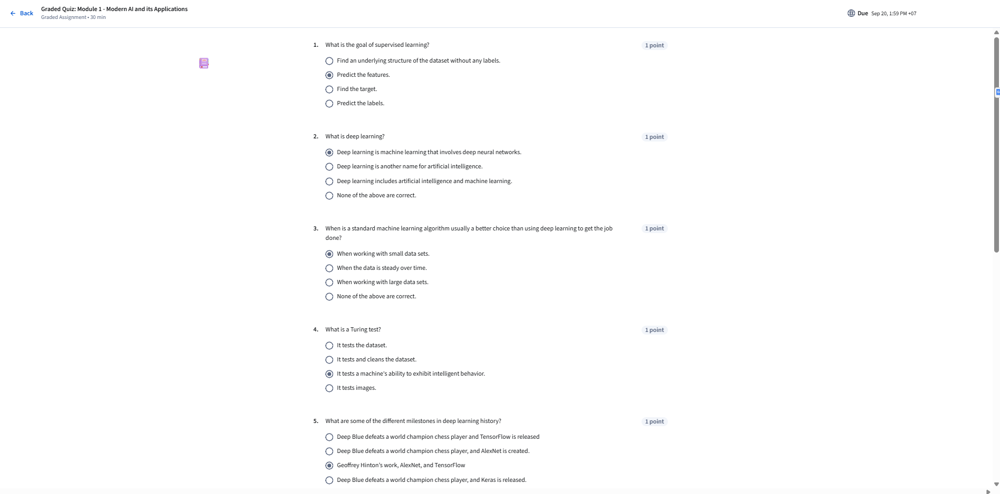 Back
Graded Quiz: Module 1 - Modern AI and its Applications
Graded Assignment • 30 min
Due Sep 20, 1:59 PM +07
1. What is the goal of supervised learning?
1 point
Find an underlying structure of the dataset without any labels.
Predict the features.
Find the target.
Predict the labels.
2. What is deep learning?
1 point
Deep learning is machine learning that involves deep neural networks.
Deep learning is another name for artificial intelligence.
Deep learning includes artificial intelligence and machine learning.
None of the above are correct.
3. When is a standard machine learning algorithm usually a better choice than using deep learning to get the job
done?
1 point
When working with small data sets.
When the data is steady over time.
When working with large data sets.
None of the above are correct.
4. What is a Turing test?
1 point
It tests the dataset.
It tests and cleans the dataset.
It tests a machine's ability to exhibit intelligent behavior.
It tests images.
5. What are some of the different milestones in deep learning history?
1 point
Deep Blue defeats a world champion chess player and TensorFlow is released
Deep Blue defeats a world champion chess player, and AlexNet is created.
Geoffrey Hinton’s work, AlexNet, and TensorFlow
Deep Blue defeats a world champion chess player, and Keras is released.